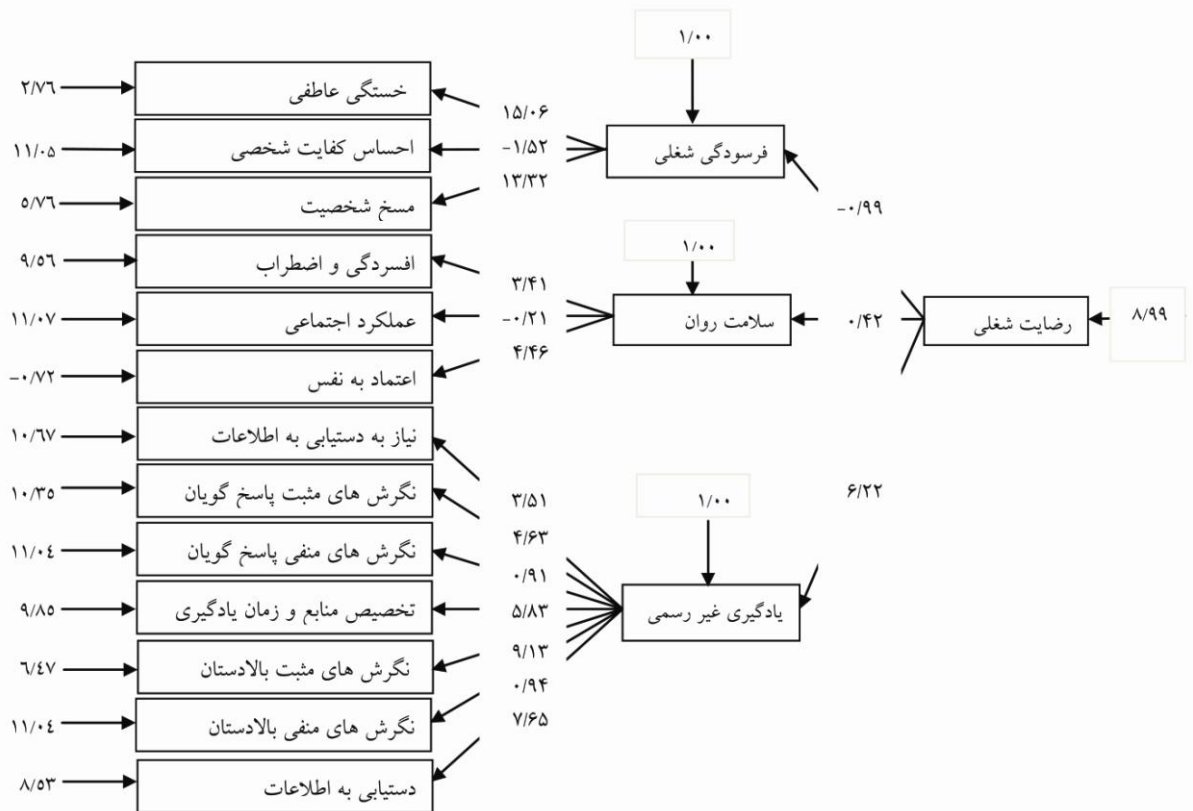 ۱/۰۰
۲/۷۶
خستگی عاطفی
۱۵/۰۶
۱۱/۰۵
احساس کفایت شخصی
-۱/۵۲
فرسودگی شغلی
۵/۷۶
مسخ شخصیت
۱۳/۳۲
-۰/۹۹
۹/۵۶
افسردگی و اضطراب
۳/۴۱
۱/۰۰
۱۱/۰۷
عملکرد اجتماعی
-۰/۲۱
سلامت روان
۰/۴۲
رضایت شغلی
۸/۹۹
-۰/۷۲
اعتماد به نفس
۴/۴۶
۱۰/۶۷
نیاز به دستیابی به اطلاعات
۳/۵۱
۱۰/۳۵
نگرش های مثبت پاسخ گویان
۴/۶۳
۱/۰۰
۶/۲۲
۱۱/۰٤
نگرش های منفی پاسخ گویان
۰/۹۱
۹/۸۵
تخصیص منابع و زمان یادگیری
۵/۸۳
یادگیری غیر رسمی
۶/٤۷
نگرش های مثبت بالادستان
۹/۱۳
۱۱/۰٤
نگرش های منفی بالادستان
۰/۹۴
۸/۵۳
دستیابی به اطلاعات
۷/۶۵